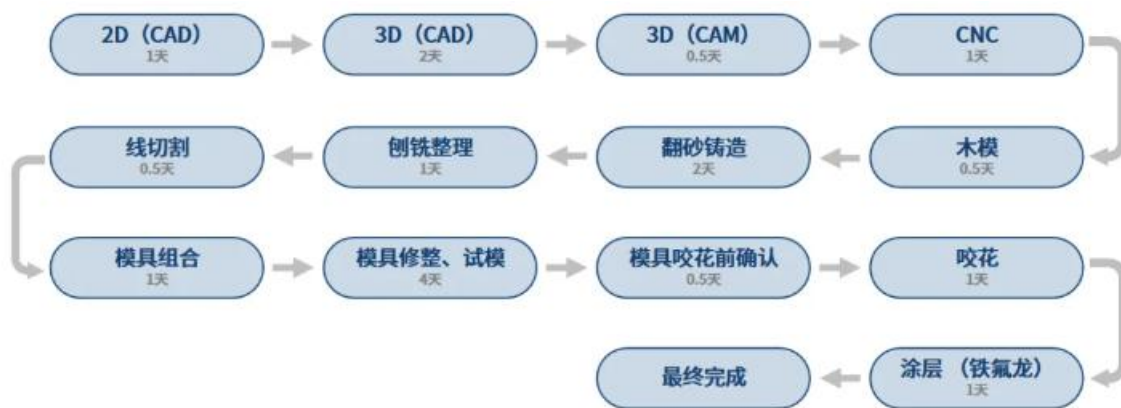 2D（CAD）
1天
3D（CAD）
2天
3D（CAM）
0.5天
CNC
1天
木模
0.5天
翻砂铸造
2天
刨铣整理
1天
线切割
0.5天
模具组合
1天
模具修整、试模
4天
模具咬花前确认
0.5天
咬花
1天
涂层 （铁氟龙）
1天
最终完成